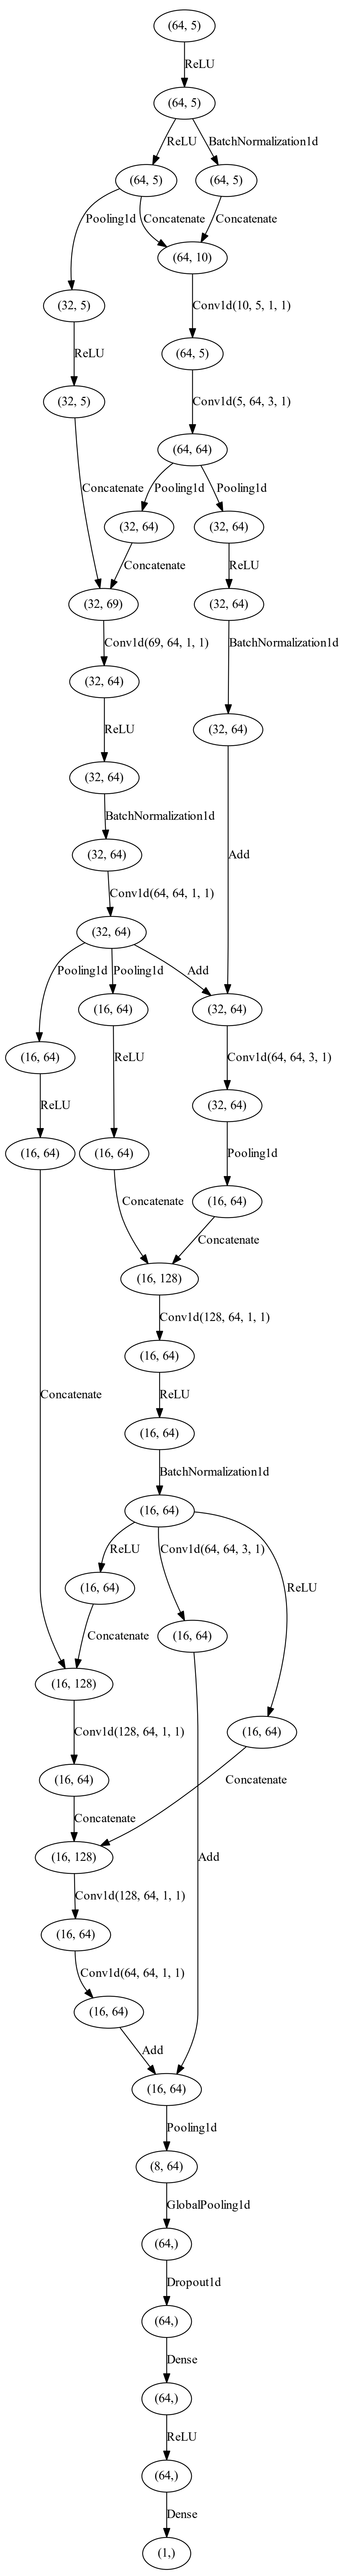 (64, 5)
ReLU
(64, 5)
ReLU BatchNormalization1d
(64, 5) (64, 5)
Pooling1d Concatenate Concatenate
(64, 10)
(32, 5) Conv1d(10, 5, 1, 1)
ReLU (64, 5)
(32, 5) Conv1d(5, 64, 3, 1)
(64, 64)
Concatenate Pooling1d Pooling1d
(32, 64) (32, 64)
Concatenate ReLU
(32, 69) (32, 64)
Conv1d(69, 64, 1, 1) BatchNormalization1d
(32, 64)
ReLU (32, 64)
(32, 64)
BatchNormalization1d
(32, 64) Add
Conv1d(64, 64, 1, 1)
(32, 64)
Pooling1d Pooling1d Add
(16, 64) (32, 64)
(16, 64) ReLU Conv1d(64, 64, 3, 1)
ReLU (32, 64)
(16, 64) (16, 64) Pooling1d
Concatenate (16, 64)
Concatenate
(16, 128)
Conv1d(128, 64, 1, 1)
(16, 64)
Concatenate ReLU
(16, 64)
BatchNormalization1d
(16, 64)
ReLU Conv1d(64, 64, 3, 1) ReLU
(16, 64)
Concatenate (16, 64)
(16, 128)
Conv1d(128, 64, 1, 1) (16, 64)
(16, 64)
Concatenate Concatenate
(16, 128) Add
Conv1d(128, 64, 1, 1)
(16, 64)
Conv1d(64, 64, 1, 1)
(16, 64)
Add
(16, 64)
Pooling1d
(8, 64)
GlobalPooling1d
(64,)
Dropout1d
(64,)
Dense
(64,)
ReLU
(64,)
Dense
(1,)